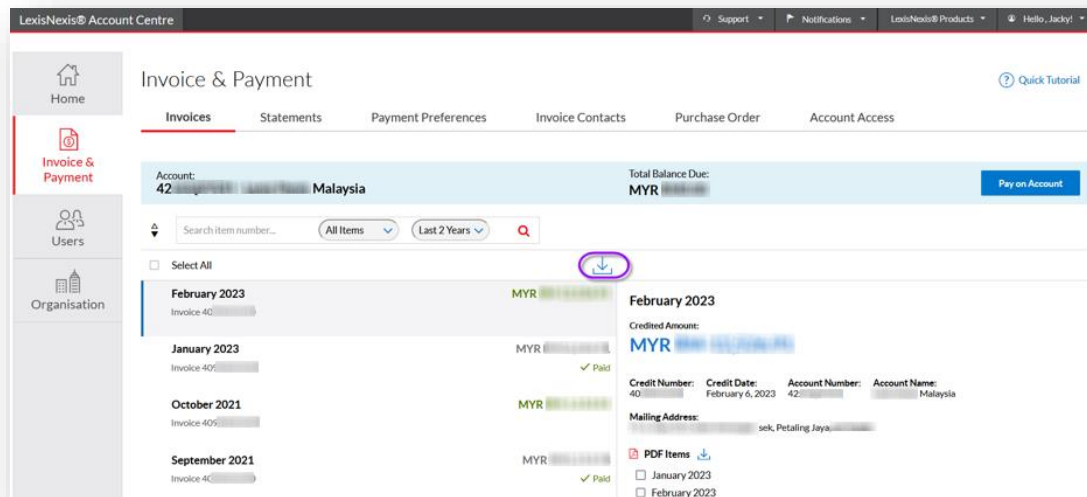 LexisNexis® Account Centre
Support
Notifications
LexisNexis® Products
Hello, Jacky!
Home
Invoice &
Payment
Users
Organisation
Invoice & Payment
Quick Tutorial
Invoices
Statements
Payment Preferences
Invoice Contacts
Purchase Order
Account Access
Account:
42 Malaysia
Total Balance Due:
MYR
Pay on Account
Search item number...
All Items
Last 2 Years
Select All
February 2023
MYR
Invoice 40
January 2023
MYR
Invoice 409
Paid
October 2021
MYR
Invoice 409
September 2021
MYR
Invoice 40
Paid
February 2023
Credited Amount:
MYR
Credit Number: Credit Date: Account Number: Account Name:
40 February 6, 2023 42 Malaysia
Mailing Address:
sek, Petaling Jaya,
PDF Items
January 2023
February 2023